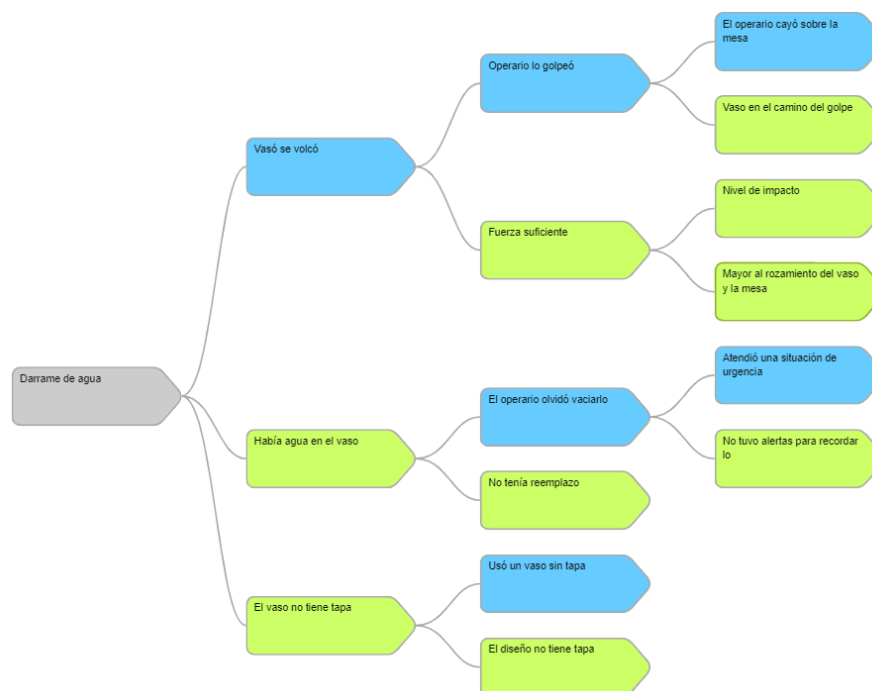 El operario cayó sobre la
mesa
Operario lo golpeó
Vaso en el camino del golpe
Vasó se volcó
Nivel de impacto
Fuerza suficiente
Mayor al rozamiento del vaso
y la mesa
Darrame de agua
Atendió una situación de
urgencia
El operario olvidó vaciarlo
Había agua en el vaso
No tuvo alertas para recordar
lo
No tenía reemplazo
Usó un vaso sin tapa
El vaso no tiene tapa
El diseño no tiene tapa